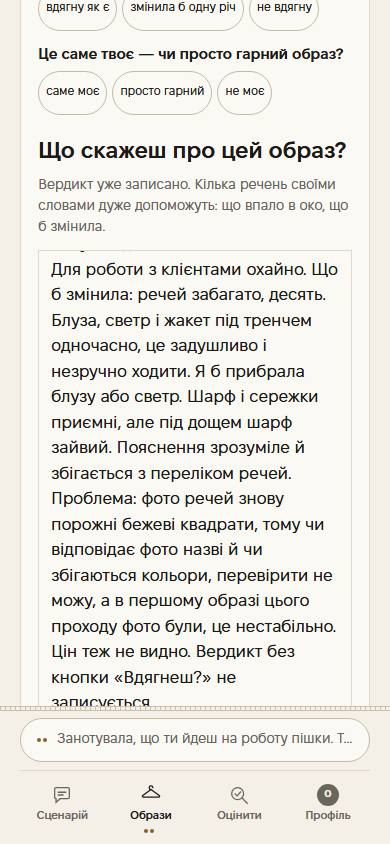 вдягну як є
змінила б одну річ
не вдягну
Це саме твоє — чи просто гарний образ?
саме моє
просто гарний
не моє
Що скажеш про цей образ?
Вердикт уже записано. Кілька речень своїми
словами дуже допоможуть: що впало в око, що
б змінила.
Для роботи з клієнтами охайно. Що
б змінила: речей забагато, десять.
Блуза, светр і жакет під тренчем
одночасно, це задушливо і
незручно ходити. Я б прибрала
блузу або светр. Шарф і сережки
приємні, але під дощем шарф
зайвий. Пояснення зрозуміле й
збігається з переліком речей.
Проблема: фото речей знову
порожні бежеві квадрати, тому чи
відповідає фото назві й чи
збігаються кольори, перевірити не
можу, а в першому образі цього
проходу фото були, це нестабільно.
Цін теж не видно. Вердикт без
кнопки «Вдягнеш?» не
записується
Занотувала, що ти йдеш на роботу пішки. Т...
Сценарій
Образи
Оцінити
0
Профіль